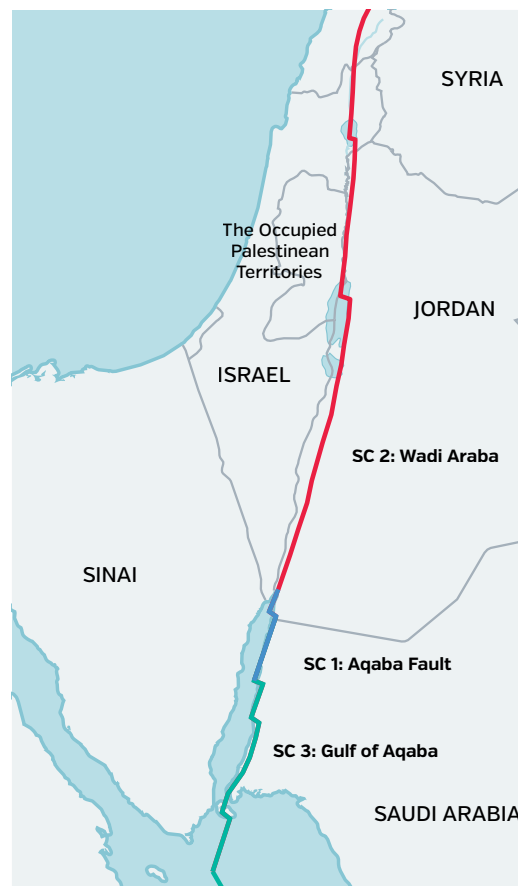 SYRIA
The Occupied
Palestinean
Territories
JORDAN
ISRAEL
SC 2: Wadi Araba
SINAI
SC 1: Aqaba Fault
SC 3: Gulf of Aqaba
SAUDI ARABIA